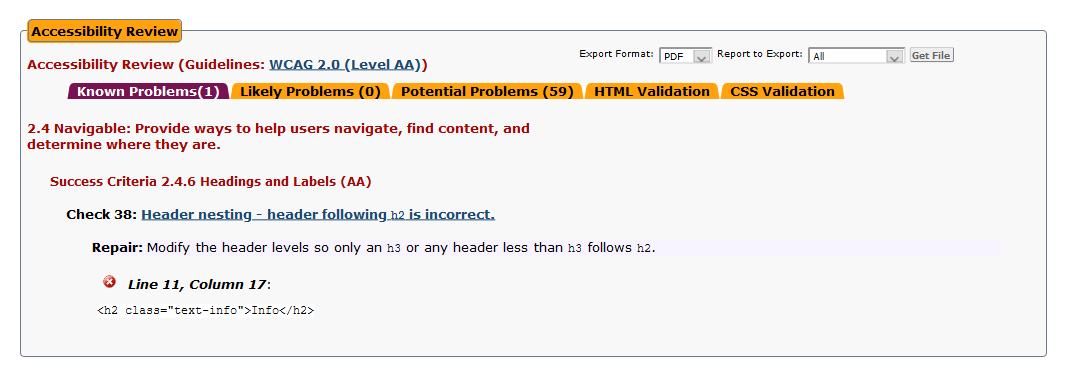 Accessibility Review
Export Format: PDF Report to Export: All Get File
Accessibility Review (Guidelines: WCAG 2.0 (Level AA))
Known Problems(1) Likely Problems (0) Potential Problems (59) HTML Validation CSS Validation
2.4 Navigable: Provide ways to help users navigate, find content, and
determine where they are.
Success Criteria 2.4.6 Headings and Labels (AA)
Check 38: Header nesting - header following h2 is incorrect.
Repair: Modify the header levels so only an h3 or any header less than h3 follows h2.
Line 11, Column 17:
<h2 class="text-info">Info</h2>